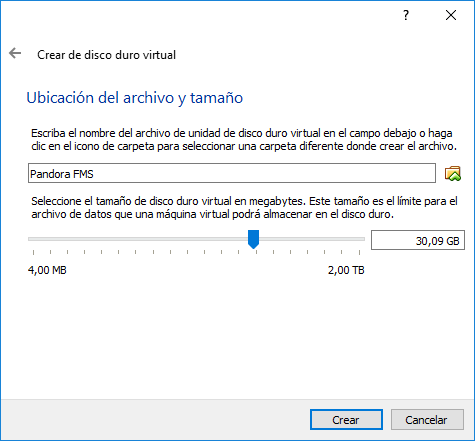 ?
Crear de disco duro virtual
Ubicación del archivo y tamaño
Escriba el nombre del archivo de unidad de disco duro virtual en el campo debajo o haga
clic en el icono de carpeta para seleccionar una carpeta diferente donde crear el archivo.
Pandora FMS
Seleccione el tamaño de disco duro virtual en megabytes. Este tamaño es el límite para el
archivo de datos que una máquina virtual podrá almacenar en el disco duro.
30,09 GB
4,00 MB 2,00 TB
Crear Cancelar